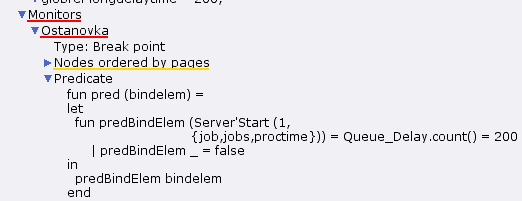 globref longdelaytime = 200;
Monitors
Ostanovka
Type: Break point
Nodes ordered by pages
Predicate
fun pred (bindelem) =
let
fun predBindElem (Server'Start (1,
{job,jobs,proctime})) = Queue_Delay.count() = 200
| predBindElem _ = false
in
predBindElem bindelem
end